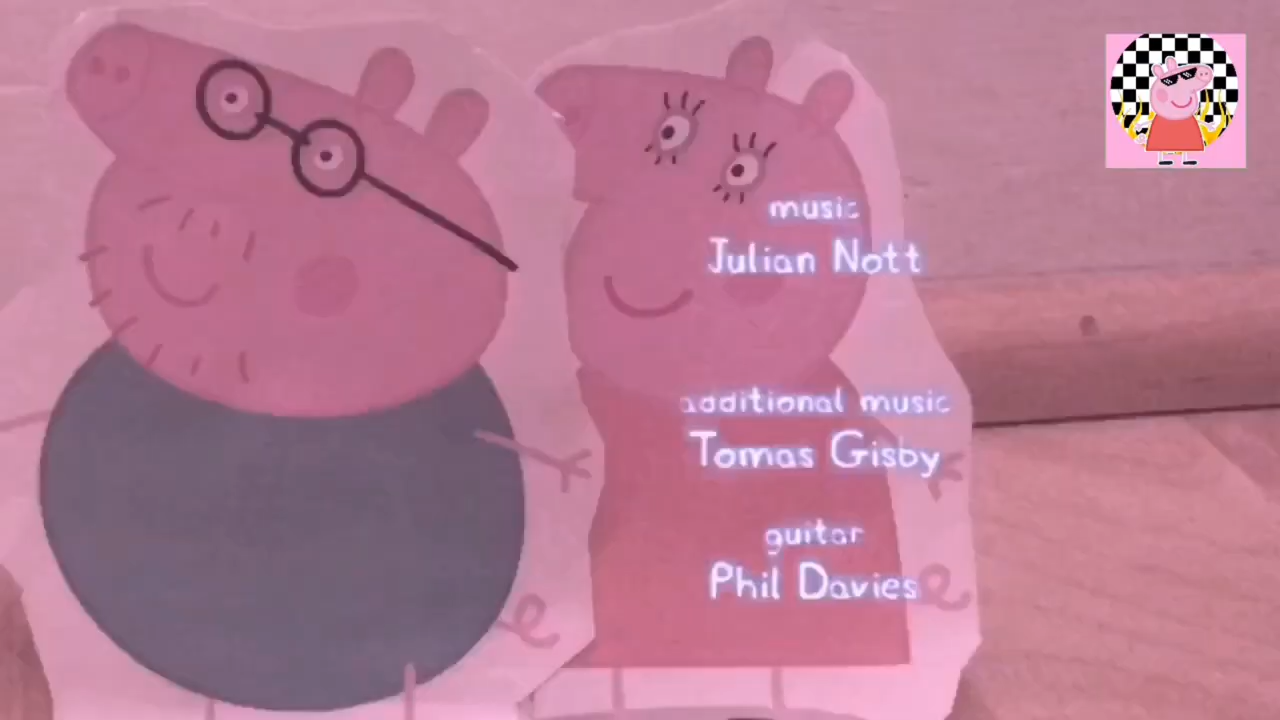 music
Julian Nott
additional music
Tomas Gisby
guitar
Phil Davies